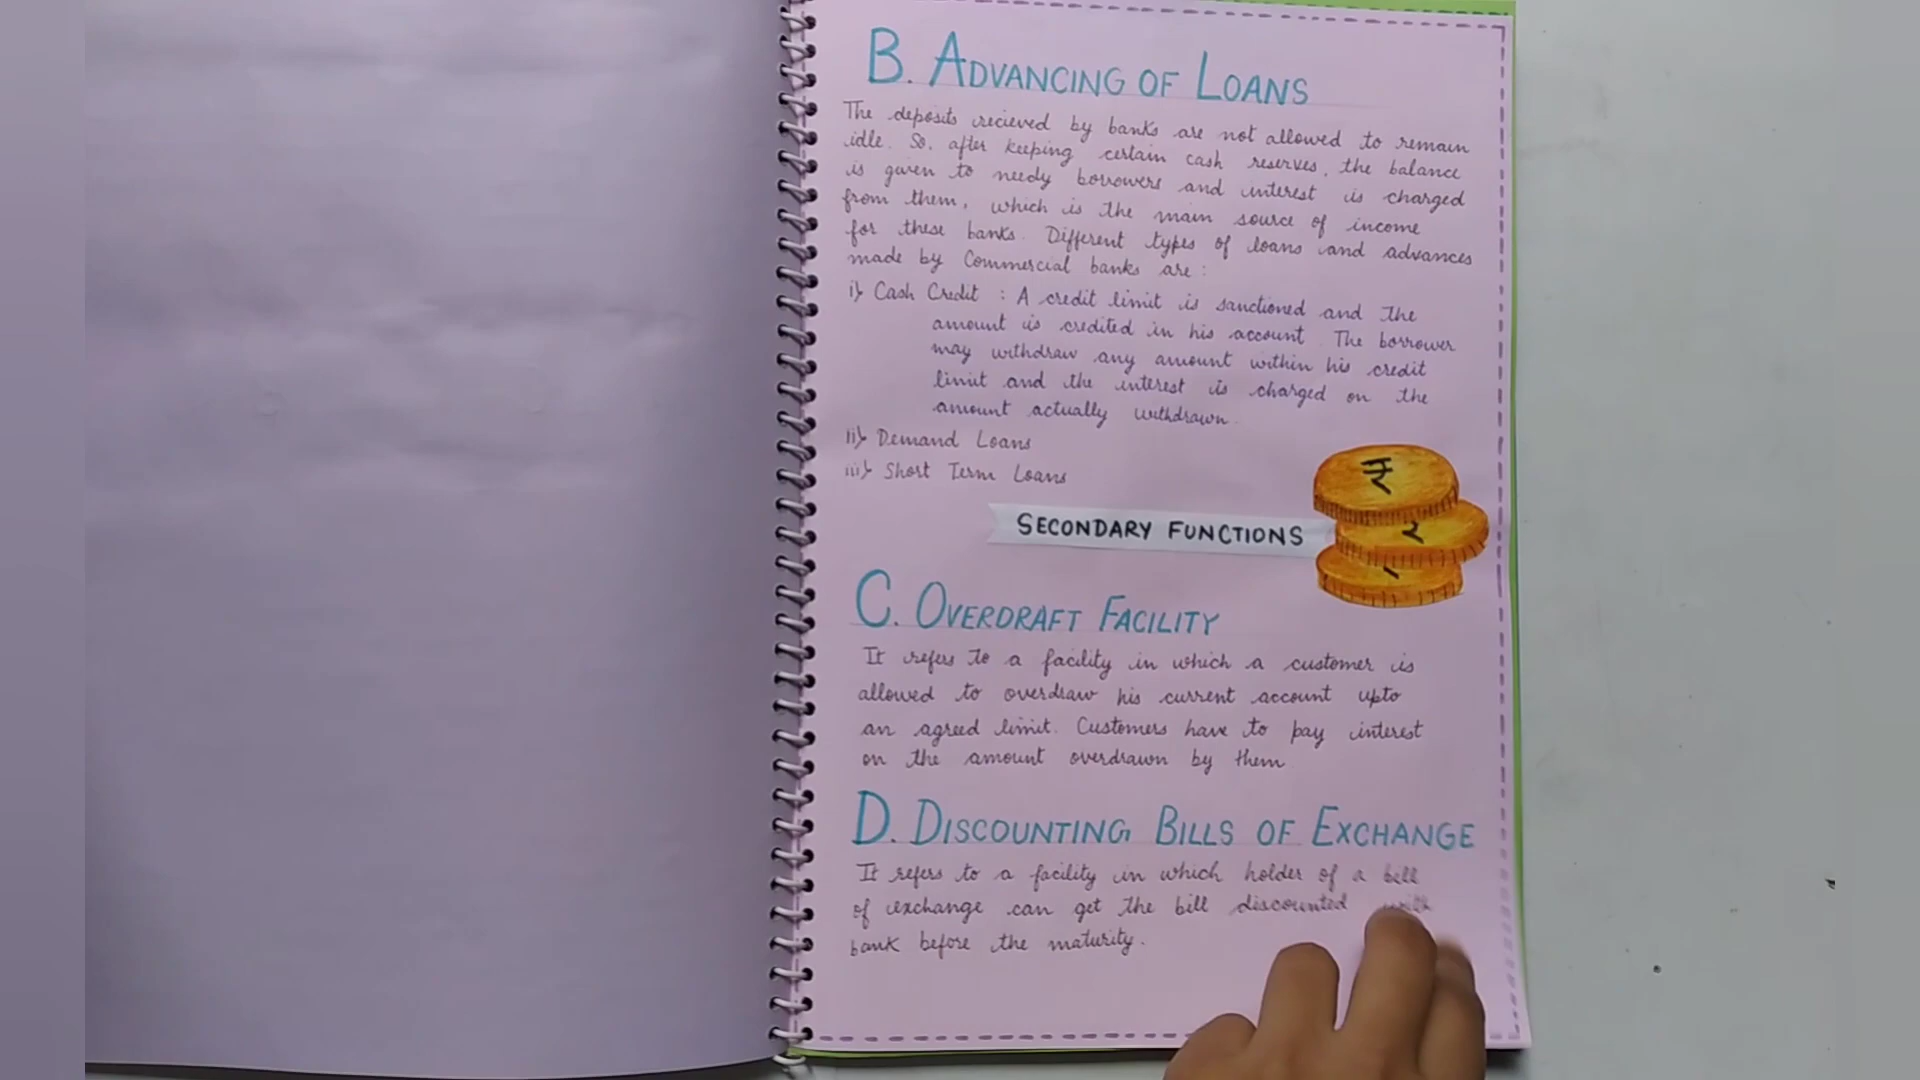 B. ADVANCING OF LOANS
The deposits recieved by banks are not allowed to remain
idle. So, after keeping certain cash reserves, the balance
is given to needy borrowers and interest is charged
from them, which is the main source of income
for these banks. Different types of loans and advances
made by Commercial banks are :
i) Cash Credit : A credit limit is sanctioned and the
amount is credited in his account. The borrower
may withdraw any amount within his credit
limit and the interest is charged on the
amount actually withdrawn.
ii) Demand Loans
iii) Short Term Loans
₹
SECONDARY FUNCTIONS
C. OVERDRAFT FACILITY
It refers to a facility in which a customer is
allowed to overdraw his current account upto
an agreed limit. Customers have to pay interest
on the amount overdrawn by them
D. DISCOUNTING BILLS OF EXCHANGE
It refers to a facility in which holder of a bill
of exchange can get the bill discounted with
bank before the maturity.